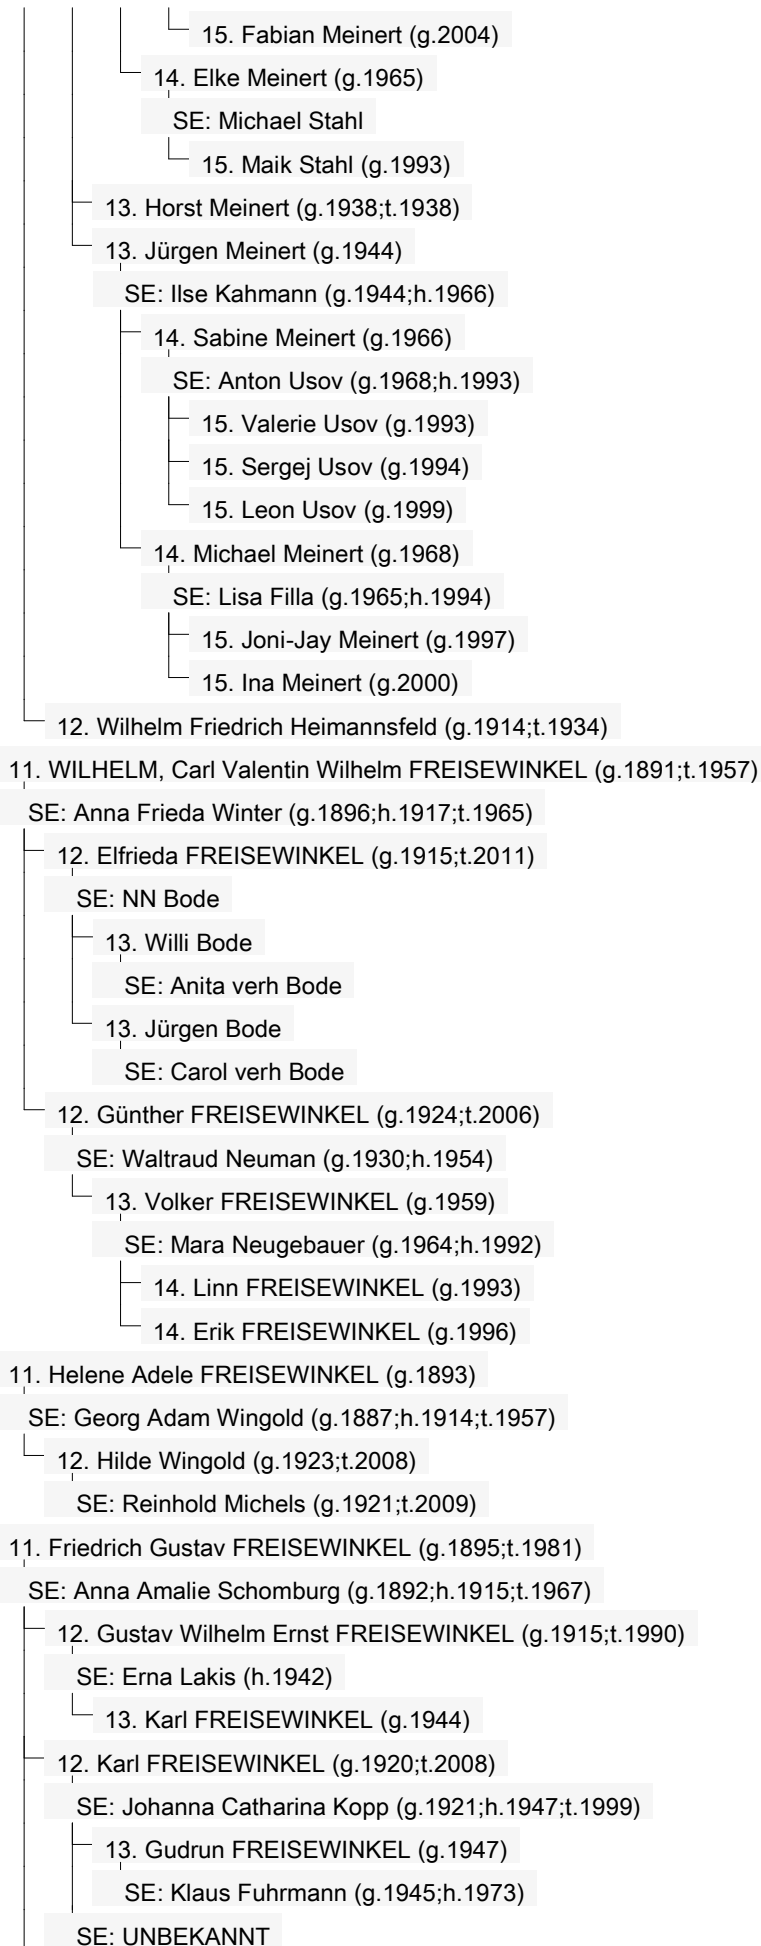 15. Fabian Meinert (g.2004)
14. Elke Meinert (g.1965)
SE: Michael Stahl
15. Maik Stahl (g.1993)
13. Horst Meinert (g.1938;t.1938)
13. Jürgen Meinert (g.1944)
SE: Ilse Kahmann (g.1944;h.1966)
14. Sabine Meinert (g.1966)
SE: Anton Usov (g.1968;h.1993)
15. Valerie Usov (g.1993)
15. Sergej Usov (g.1994)
15. Leon Usov (g.1999)
14. Michael Meinert (g.1968)
SE: Lisa Filla (g.1965;h.1994)
15. Joni-Jay Meinert (g.1997)
15. Ina Meinert (g.2000)
12. Wilhelm Friedrich Heimannsfeld (g.1914;t.1934)
11. WILHELM, Carl Valentin Wilhelm FREISEWINKEL (g.1891;t.1957)
SE: Anna Frieda Winter (g.1896;h.1917;t.1965)
12. Elfrieda FREISEWINKEL (g.1915;t.2011)
SE: NN Bode
13. Willi Bode
SE: Anita verh Bode
13. Jürgen Bode
SE: Carol verh Bode
12. Günther FREISEWINKEL (g.1924;t.2006)
SE: Waltraud Neuman (g.1930;h.1954)
13. Volker FREISEWINKEL (g.1959)
SE: Mara Neugebauer (g.1964;h.1992)
14. Linn FREISEWINKEL (g.1993)
14. Erik FREISEWINKEL (g.1996)
11. Helene Adele FREISEWINKEL (g.1893)
SE: Georg Adam Wingold (g.1887;h.1914;t.1957)
12. Hilde Wingold (g.1923;t.2008)
SE: Reinhold Michels (g.1921;t.2009)
11. Friedrich Gustav FREISEWINKEL (g.1895;t.1981)
SE: Anna Amalie Schomburg (g.1892;h.1915;t.1967)
12. Gustav Wilhelm Ernst FREISEWINKEL (g.1915;t.1990)
SE: Erna Lakis (h.1942)
13. Karl FREISEWINKEL (g.1944)
12. Karl FREISEWINKEL (g.1920;t.2008)
SE: Johanna Catharina Kopp (g.1921;h.1947;t.1999)
13. Gudrun FREISEWINKEL (g.1947)
SE: Klaus Fuhrmann (g.1945;h.1973)
SE: UNBEKANNT